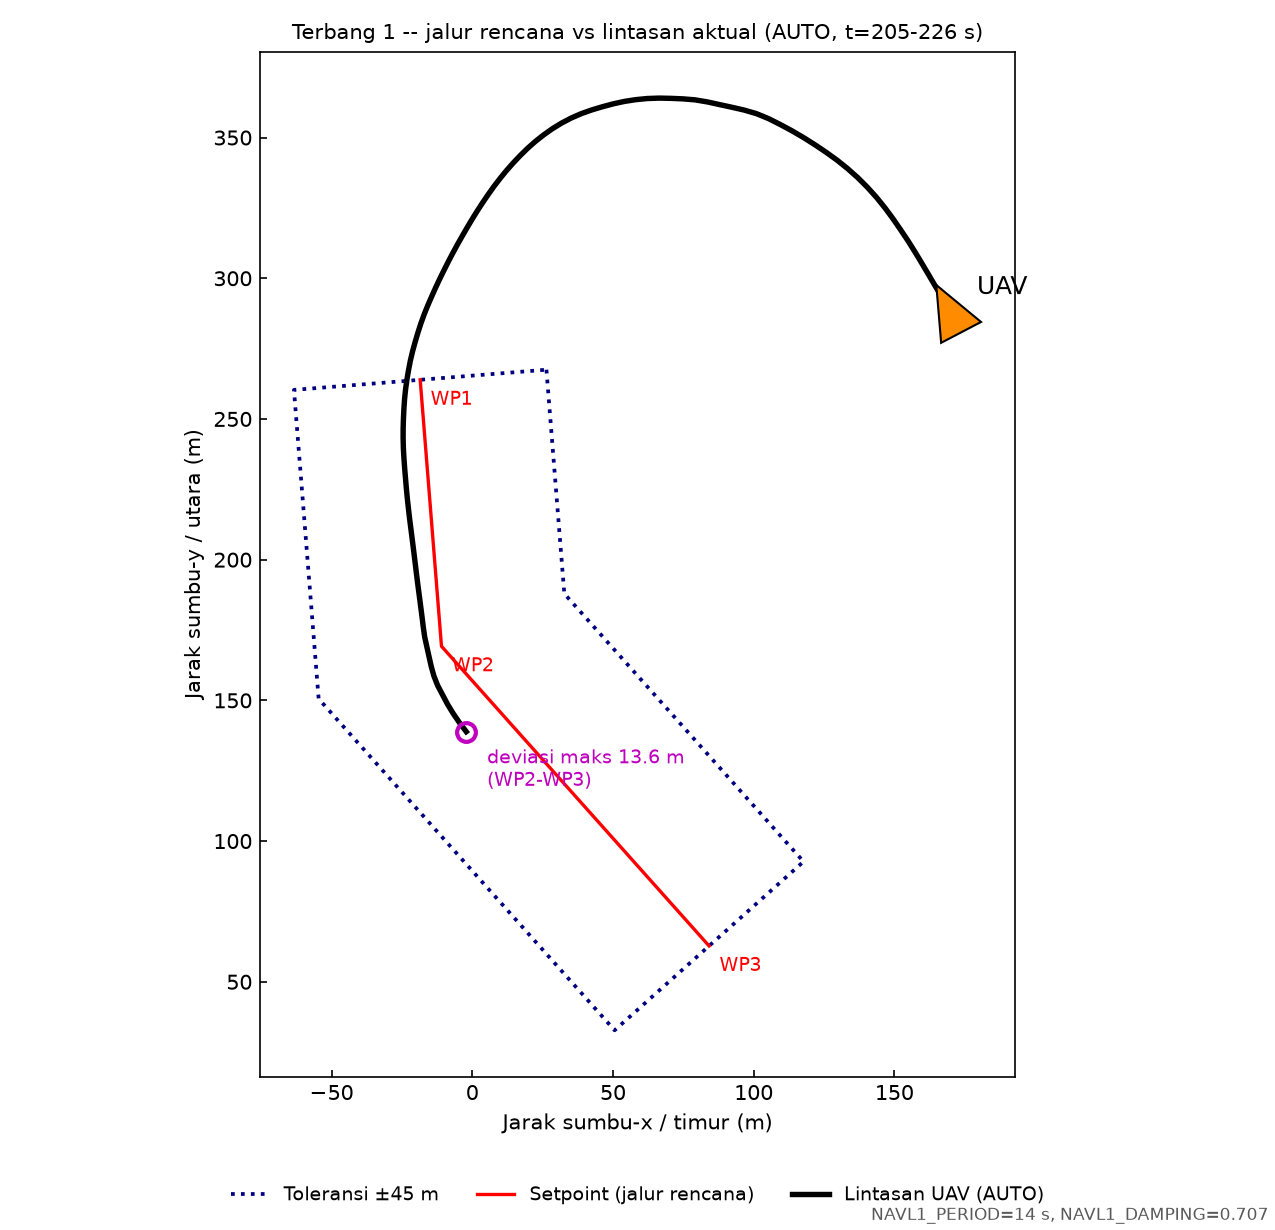 Terbang 1 -- jalur rencana vs lintasan aktual (AUTO, t=205-226 s)
350
300
250
200
150
100
50
Jarak sumbu-y / utara (m)
UAV
WP1
WP2
deviasi maks 13.6 m
(WP2-WP3)
WP3
−50
0
50
100
150
Jarak sumbu-x / timur (m)
Toleransi ±45 m
Setpoint (jalur rencana)
Lintasan UAV (AUTO)
NAVL1_PERIOD=14 s, NAVL1_DAMPING=0.707